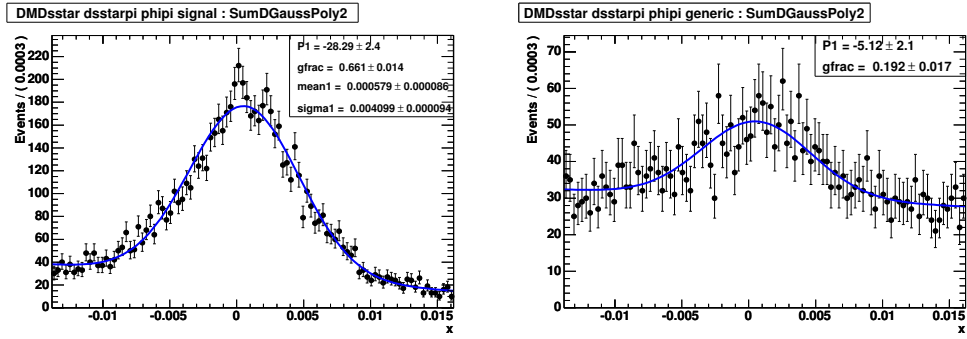 DMDsstar dsstarpi phipi signal : SumDGaussPoly2
Events / ( 0.0003 )
220
200
180
160
140
120
100
80
60
40
20
0
P1 = -28.29 ± 2.4
gfrac = 0.661 ± 0.014
mean1 = 0.000579 ± 0.000086
sigma1 = 0.004099 ± 0.000094
-0.01 -0.005 0 0.005 0.01 0.015
x
DMDsstar dsstarpi phipi generic : SumDGaussPoly2
Events / ( 0.0003 )
70
60
50
40
30
20
10
0
P1 = -5.12 ± 2.1
gfrac = 0.192 ± 0.017
-0.01 -0.005 0 0.005 0.01 0.015
x